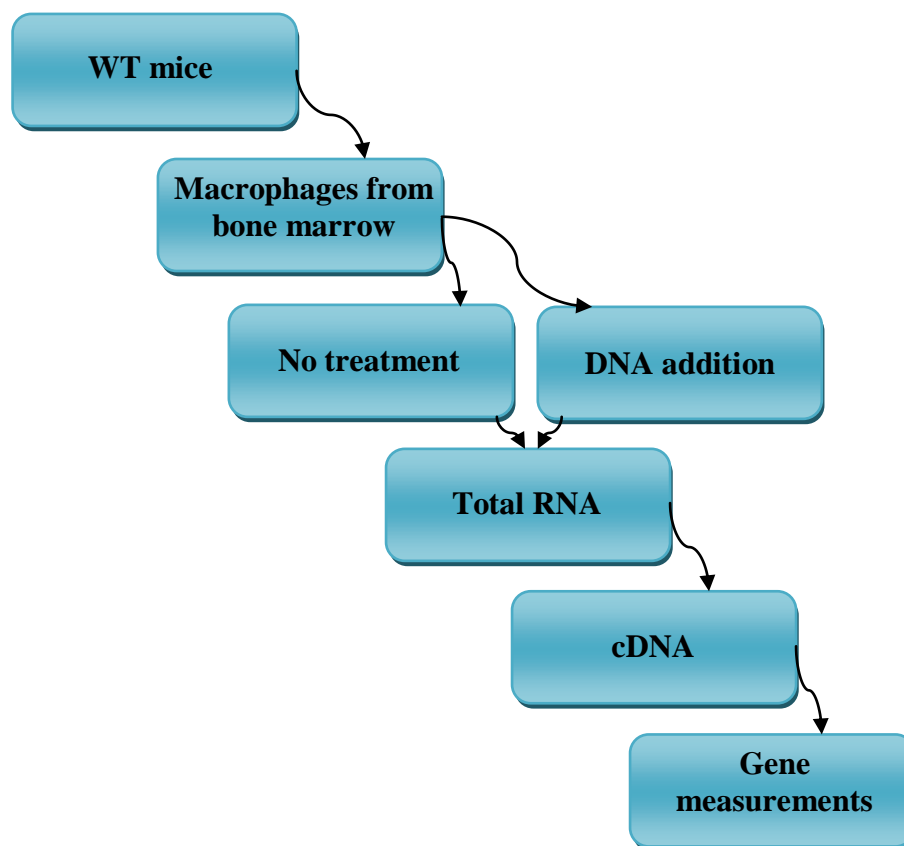 WT mice
Macrophages from
bone marrow
No treatment
DNA addition
Total RNA
cDNA
Gene
measurements